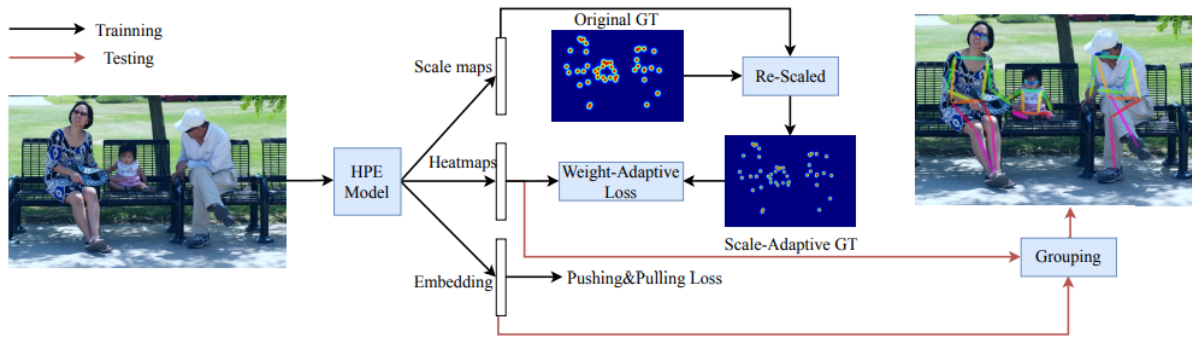 Trainning
Testing
Original GT
Scale maps
Re-Scaled
HPE
Model
Heatmaps
Weight-Adaptive
Loss
Scale-Adaptive GT
Embedding
Pushing&Pulling Loss
Grouping